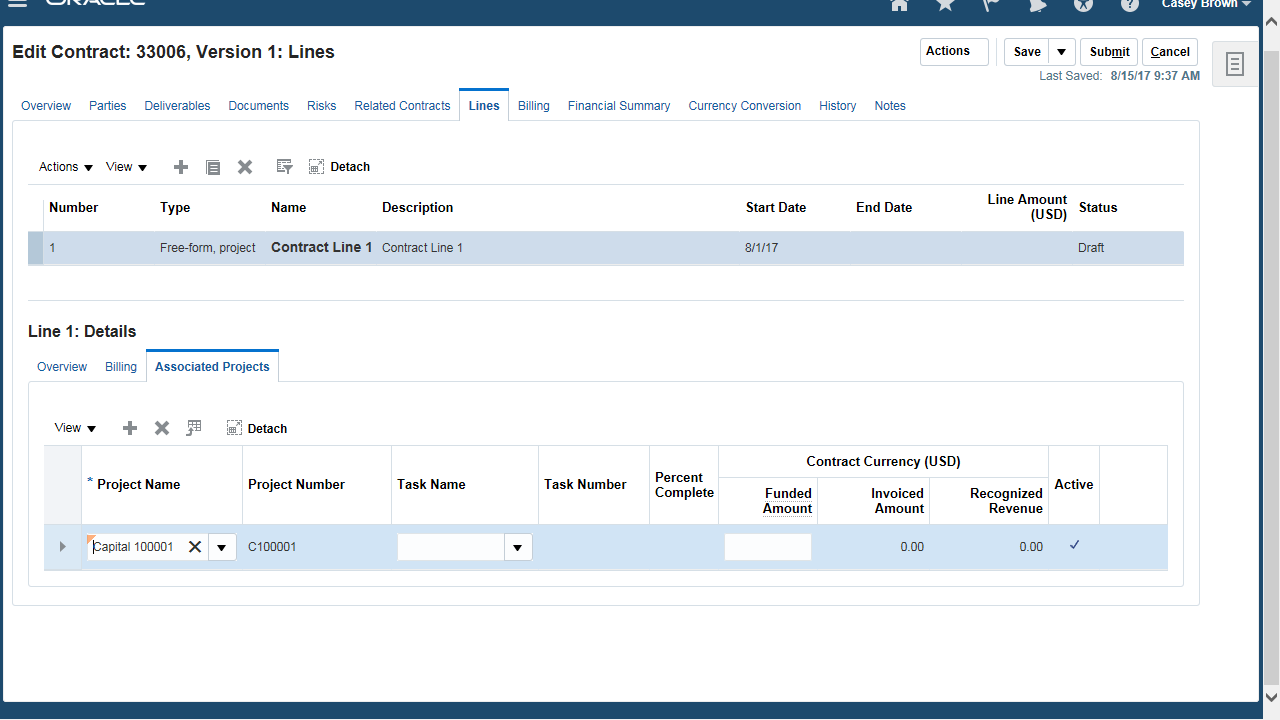 ORACLE
Casey Brown
Edit Contract: 33006, Version 1: Lines
Actions Save Submit Cancel
Last Saved: 8/15/17 9:37 AM
Overview Parties Deliverables Documents Risks Related Contracts Lines Billing Financial Summary Currency Conversion History Notes
Actions View Detach
Number Type Name Description Start Date End Date Line Amount (USD) Status
1 Free-form, project Contract Line 1 Contract Line 1 8/1/17 Draft
Line 1: Details
Overview Billing Associated Projects
View Detach
Contract Currency (USD)
* Project Name Project Number Task Name Task Number Percent Complete Funded Amount Invoiced Amount Recognized Revenue Active
Capital 100001 C100001 0.00 0.00